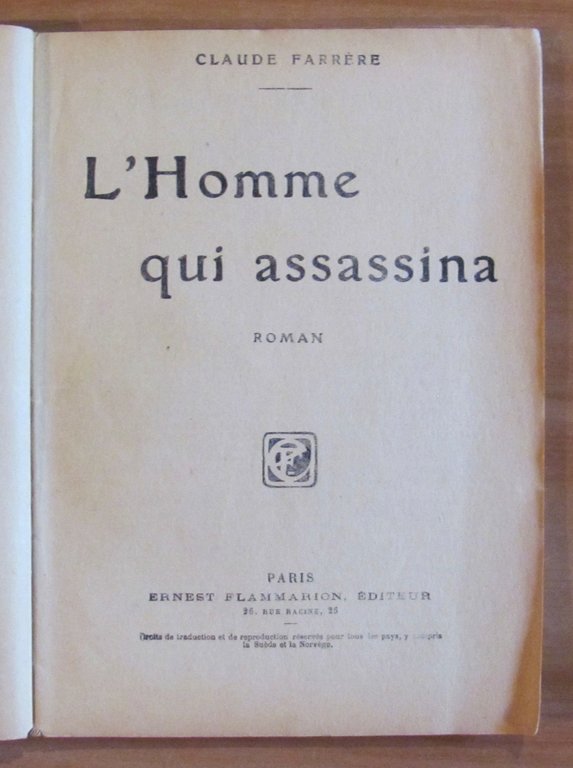 CLAUDE FARRÈRE
L'Homme
qui assassina
ROMAN
PARIS
ERNEST FLAMMARION, ÉDITEUR
26, RUE RACINE, 26
Droits de traduction et de reproduction réservés pour tous les pays, y compris
la Suède et la Norvège.